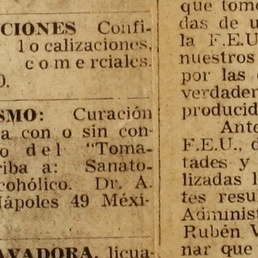 CIONES Confi-
localizaciones,
comerciales.
0.
SMO: Curación
a con o sin con-
o del "Toma-
riba a: Sanato-
cohólico. Dr. A.
Nápoles 49 Méxi-
AVADORA, licua-
que tom
das de u
la F.E.U
nuestros
por las
verdader
producid
Ante
F.E.U., d
tades y
lizadas l
tes resu
Administ
Rubén V
nar que